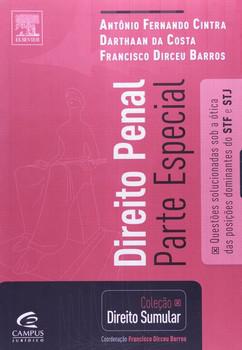 ELSEVIER
ANTÔNIO FERNANDO CINTRA
DARTHAAN DA COSTA
FRANCISCO DIRCEU BARROS
Direito Penal
Parte Especial
Questões solucionadas sob a ótica
das posições dominantes do STF e STJ
Coleção
Direito Sumular
Coordenação Francisco Dirceu Barros
CAMPUS
JURÍDICO